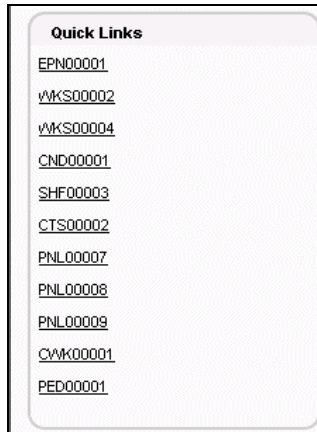 Quick Links
EPN00001
WKS00002
WKS00004
CND00001
SHF00003
CTS00002
PNL00007
PNL00008
PNL00009
CWK00001
PED00001